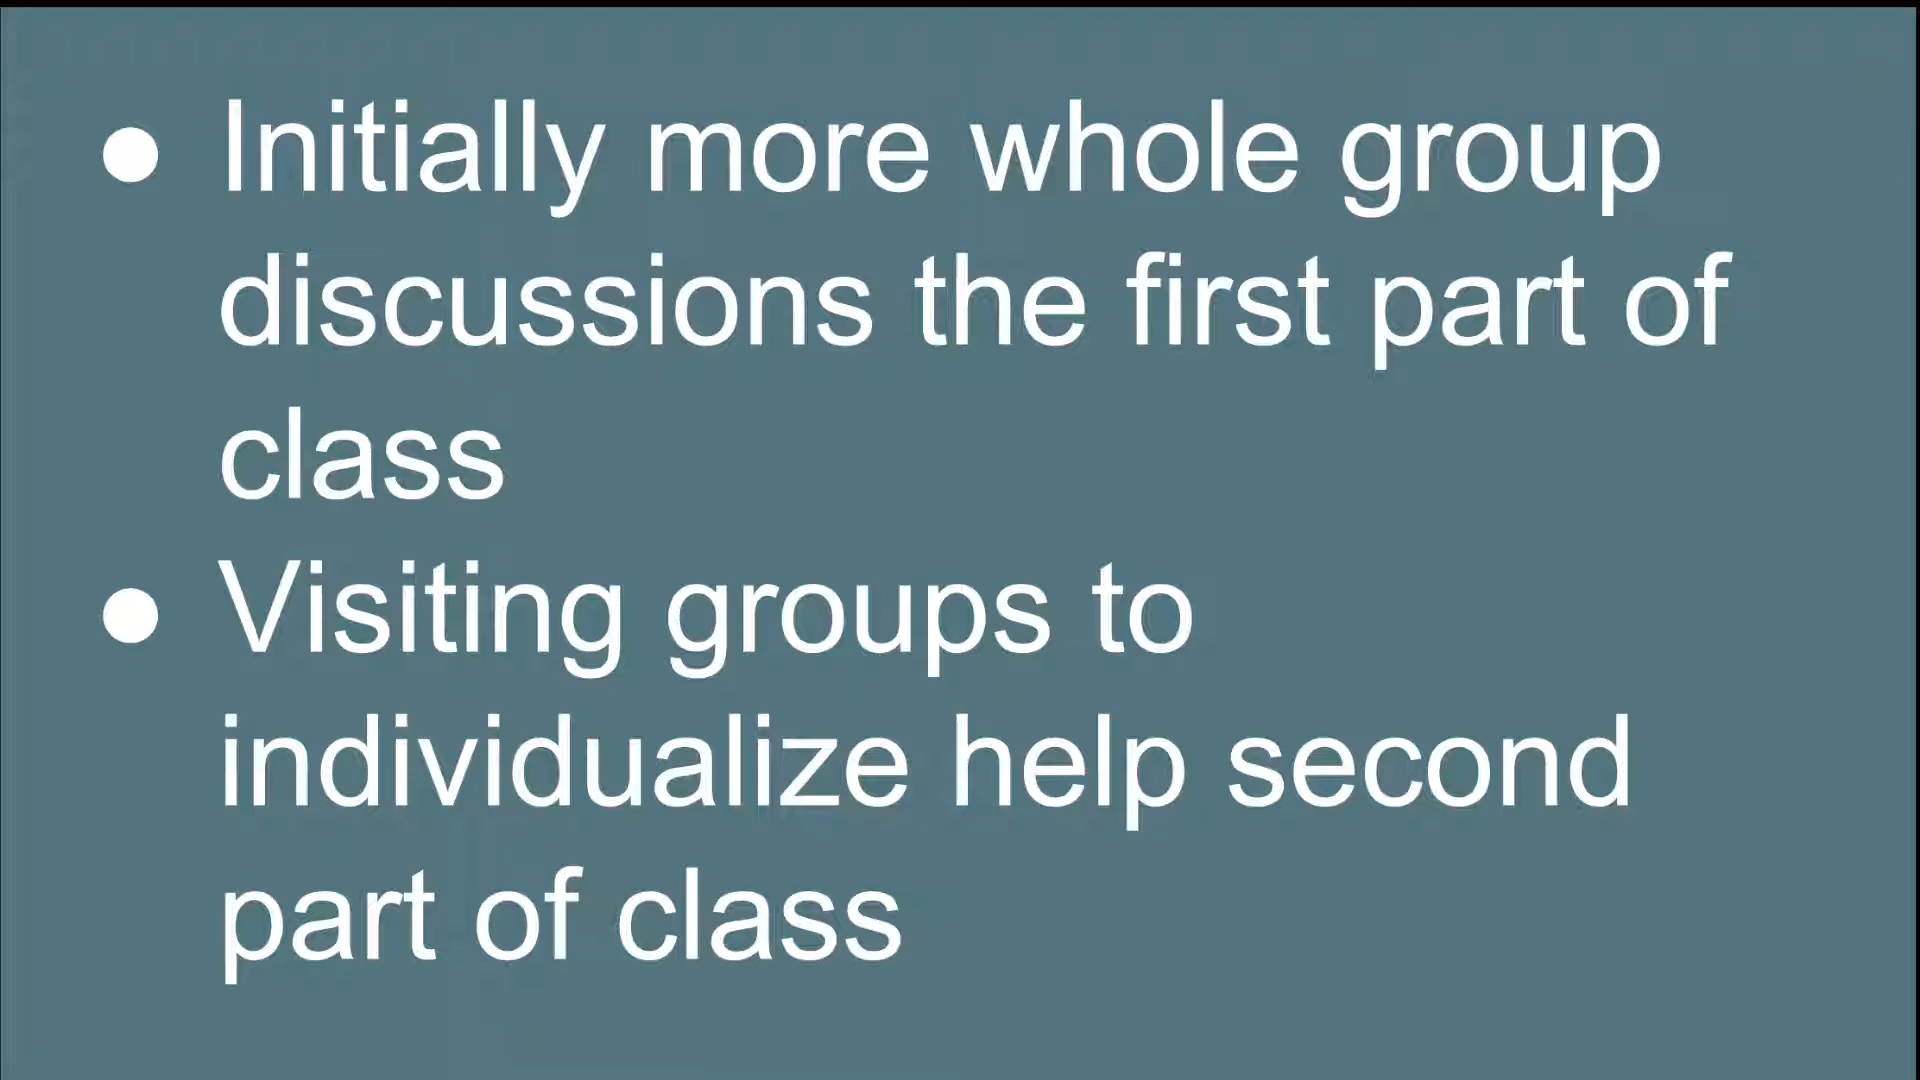 ● Initially more whole group
discussions the first part of
class
● Visiting groups to
individualize help second
part of class